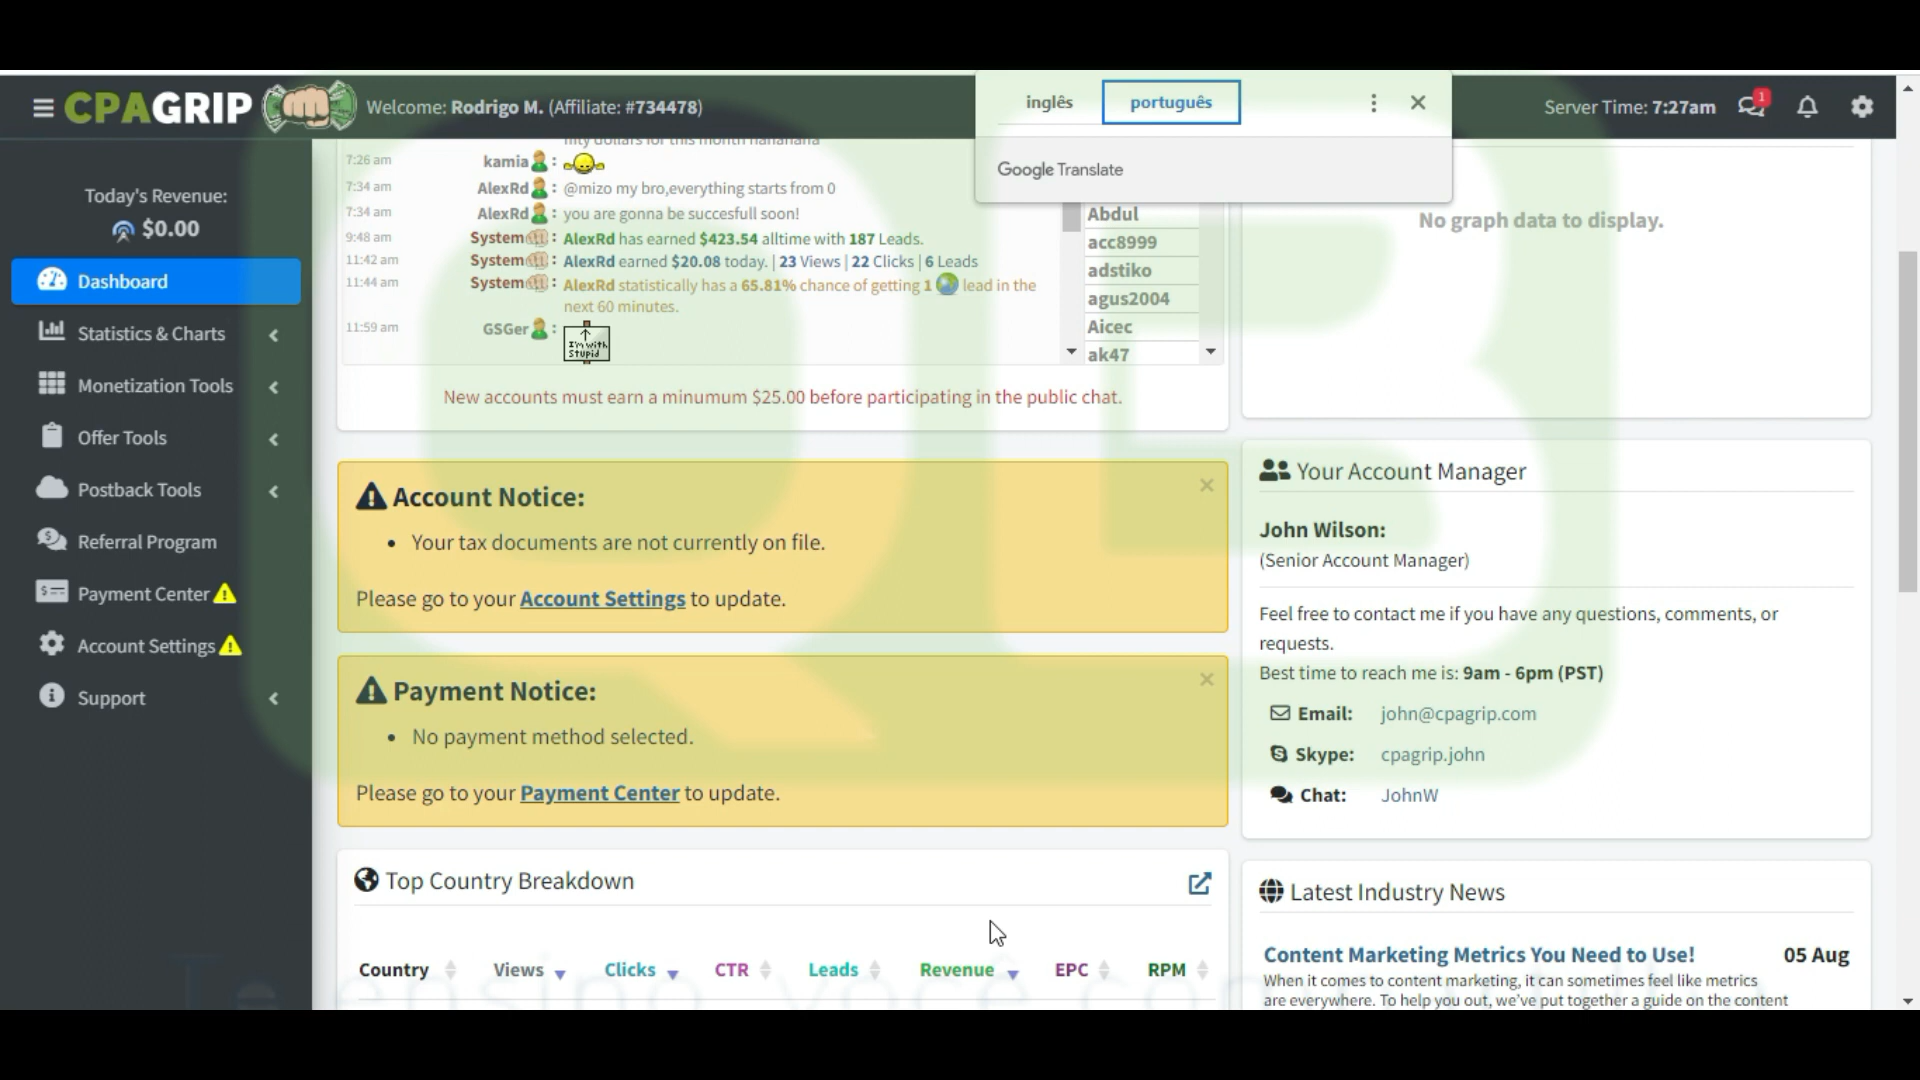 CPAGRIP
Welcome: Rodrigo M. (Affiliate: #734478)
inglês
português
Google Translate
Server Time: 7:27am
1
Today's Revenue:
$0.00
Dashboard
Statistics & Charts
Monetization Tools
Offer Tools
Postback Tools
Referral Program
Payment Center
Account Settings
Support
dollars for this month hahahaha
7:26 am kamia :
7:34 am AlexRd : @mizo my bro,everything starts from 0
7:34 am AlexRd : you are gonna be succesfull soon!
9:48 am System : AlexRd has earned $423.54 alltime with 187 Leads.
11:42 am System : AlexRd earned $20.08 today. | 23 Views | 22 Clicks | 6 Leads
11:44 am System : AlexRd statistically has a 65.81% chance of getting 1 lead in the
next 60 minutes.
11:59 am GSGer :
I'm with
Stupid
Abdul
acc8999
adstiko
agus2004
Aicec
ak47
New accounts must earn a minumum $25.00 before participating in the public chat.
Account Notice:
• Your tax documents are not currently on file.
Please go to your Account Settings to update.
Payment Notice:
• No payment method selected.
Please go to your Payment Center to update.
Top Country Breakdown
Country Views Clicks CTR Leads Revenue EPC RPM
No graph data to display.
Your Account Manager
John Wilson:
(Senior Account Manager)
Feel free to contact me if you have any questions, comments, or
requests.
Best time to reach me is: 9am - 6pm (PST)
Email: john@cpagrip.com
Skype: cpagrip.john
Chat: JohnW
Latest Industry News
Content Marketing Metrics You Need to Use! 05 Aug
When it comes to content marketing, it can sometimes feel like metrics
are everywhere. To help you out, we've put together a guide on the content